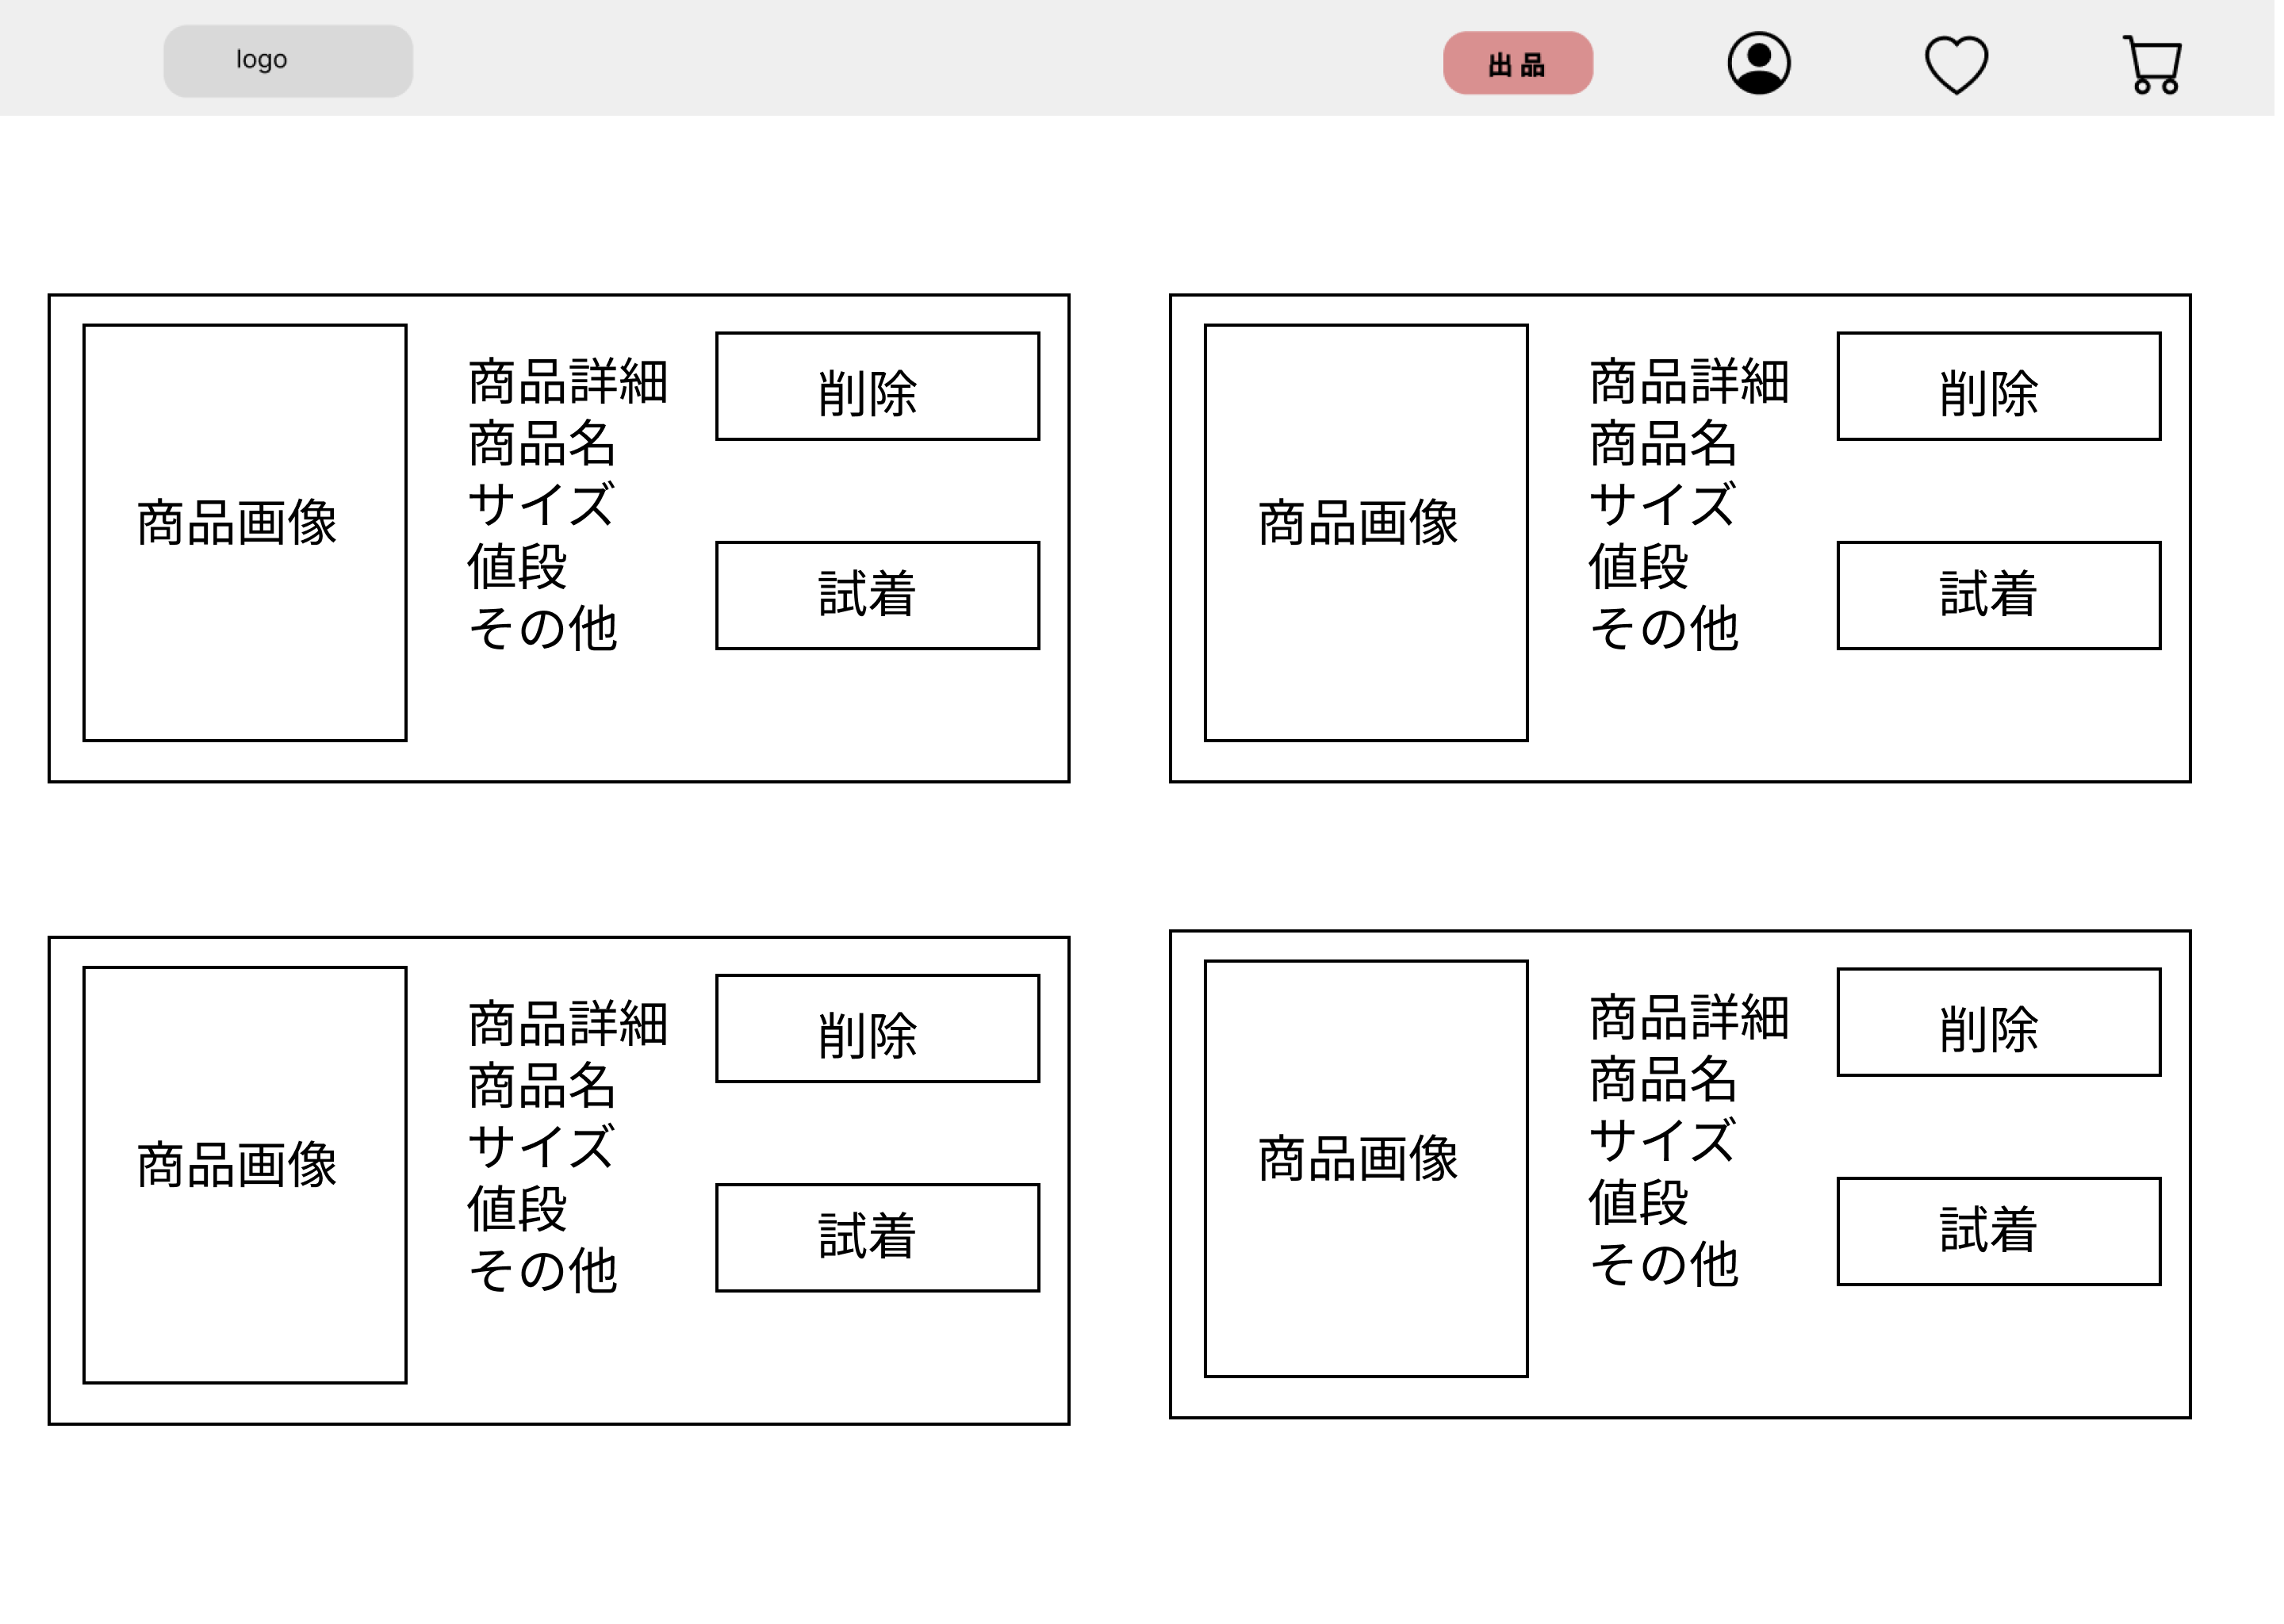 logo
出品
商品画像
商品詳細
商品名
サイズ
値段
その他
削除
試着
商品画像
商品詳細
商品名
サイズ
値段
その他
削除
試着
商品画像
商品詳細
商品名
サイズ
値段
その他
削除
試着
商品画像
商品詳細
商品名
サイズ
値段
その他
削除
試着